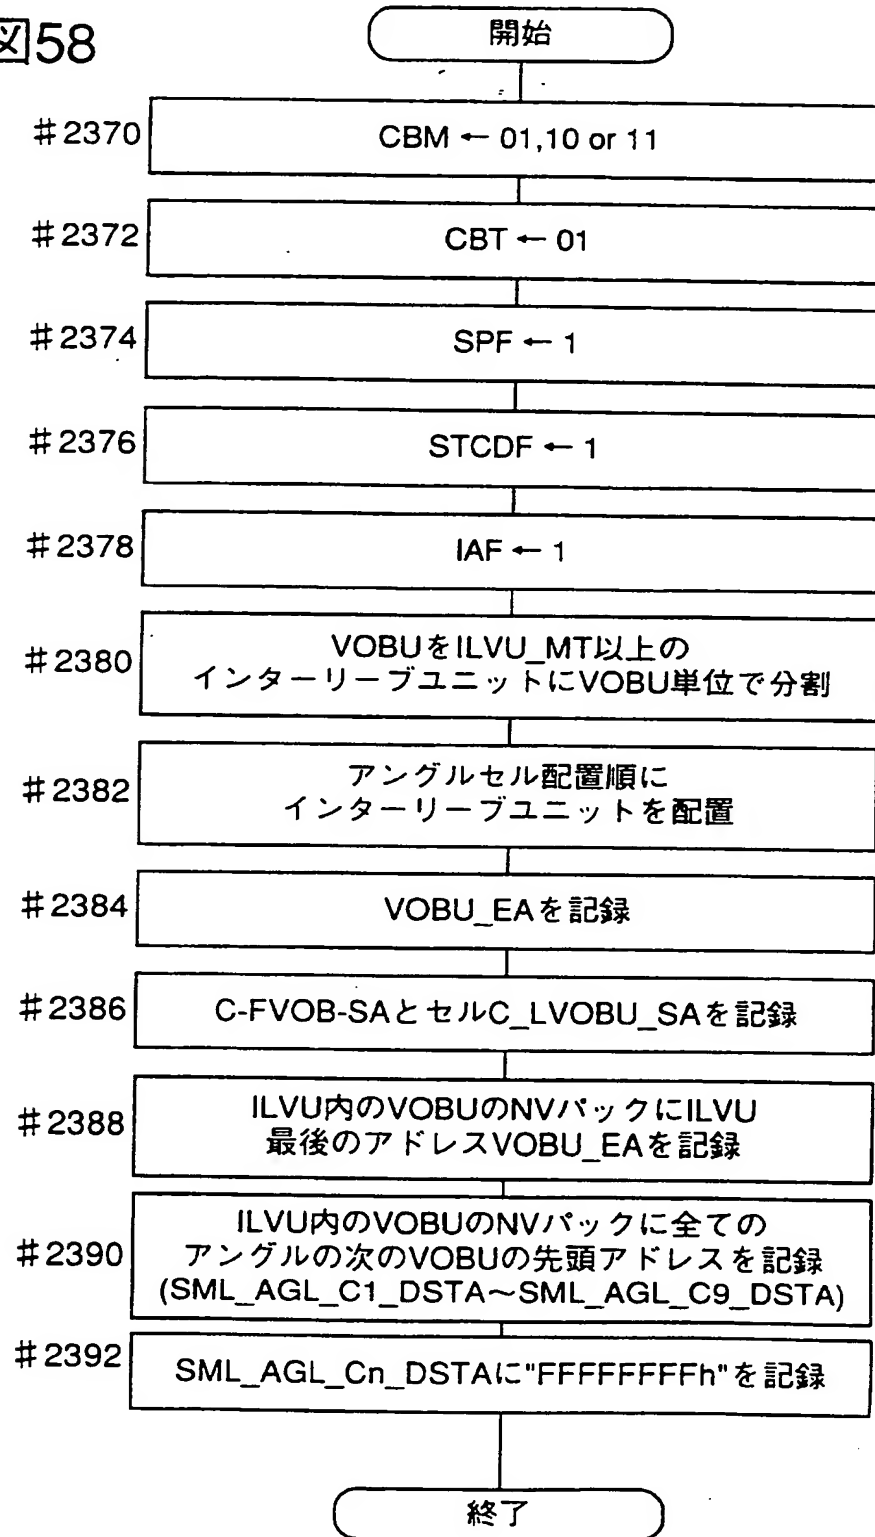 図58
開始
#2370
CBM ← 01,10 or 11
#2372
CBT ← 01
#2374
SPF ← 1
#2376
STCDF ← 1
#2378
IAF ← 1
#2380
VOBUをILVU_MT以上の
インターリーブユニットにVOBU単位で分割
#2382
アングルセル配置順に
インターリーブユニットを配置
#2384
VOBU_EAを記録
#2386
C-FVOB-SAとセルC_LVOBU_SAを記録
#2388
ILVU内のVOBUのNVパックにILVU
最後のアドレスVOBU_EAを記録
#2390
ILVU内のVOBUのNVパックに全ての
アングルの次のVOBUの先頭アドレスを記録
(SML_AGL_C1_DSTA～SML_AGL_C9_DSTA)
#2392
SML_AGL_Cn_DSTAに"FFFFFFFFh"を記録
終了